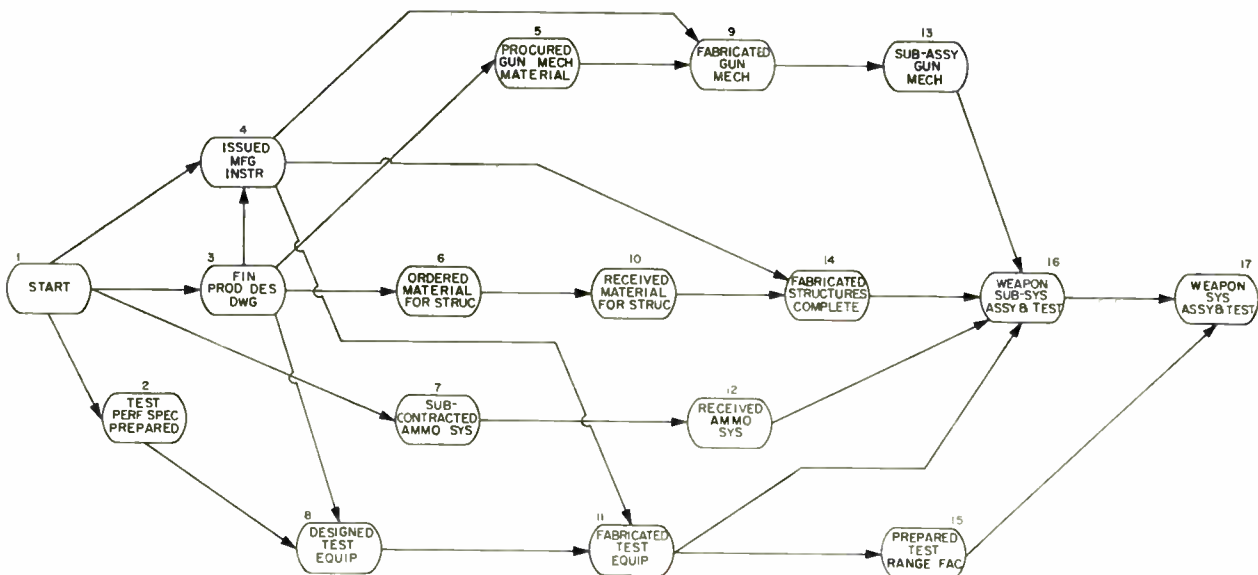 1
START
2
TEST
PERF SPEC
PREPARED
3
FIN
PROD DES
DWG
4
ISSUED
MFG
INSTR
5
PROCURED
GUN MECH
MATERIAL
6
ORDERED
MATERIAL
FOR STRUC
7
SUB-
CONTRACTED
AMMO SYS
8
DESIGNED
TEST
EQUIP
9
FABRICATED
GUN
MECH
10
RECEIVED
MATERIAL
FOR STRUC
11
FABRICATED
TEST
EQUIP
12
RECEIVED
AMMO
SYS
13
SUB-ASSY
GUN
MECH
14
FABRICATED
STRUCTURES
COMPLETE
15
PREPARED
TEST
RANGE FAC
16
WEAPON
SUB-SYS
ASSY & TEST
17
WEAPON
SYS
ASSY & TEST